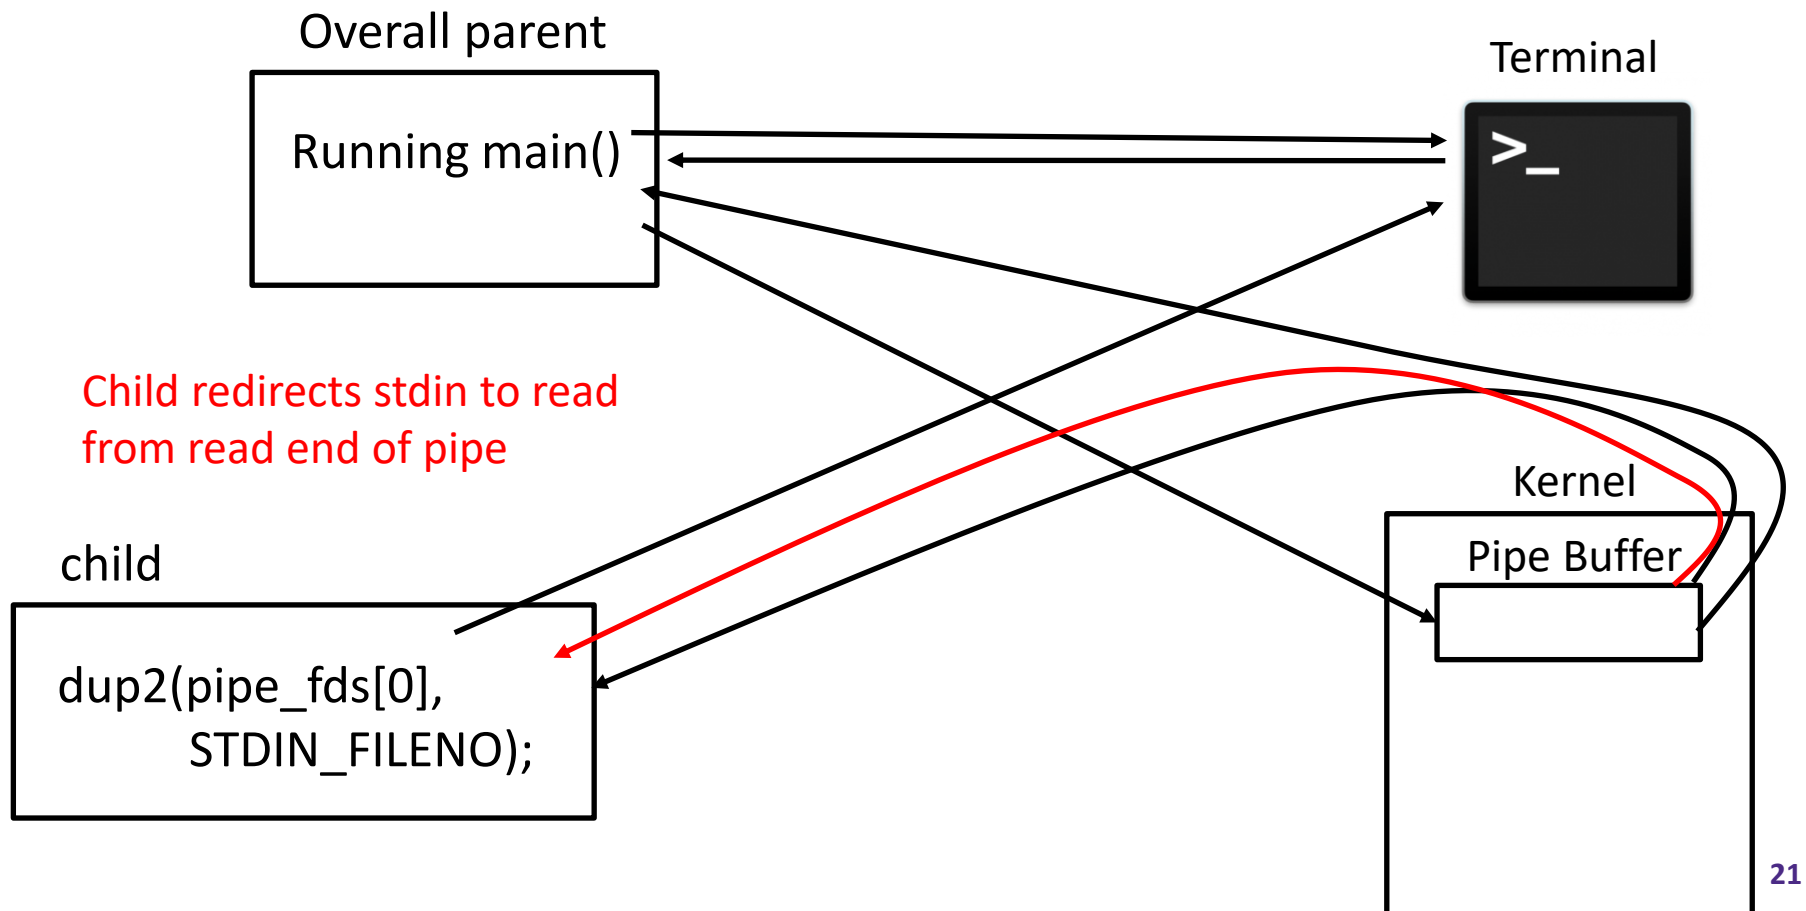 Overall parent
Terminal
Running main()
>_
Child redirects stdin to read
from read end of pipe
Kernel
Pipe Buffer
child
dup2(pipe_fds[0],
STDIN_FILENO);
21